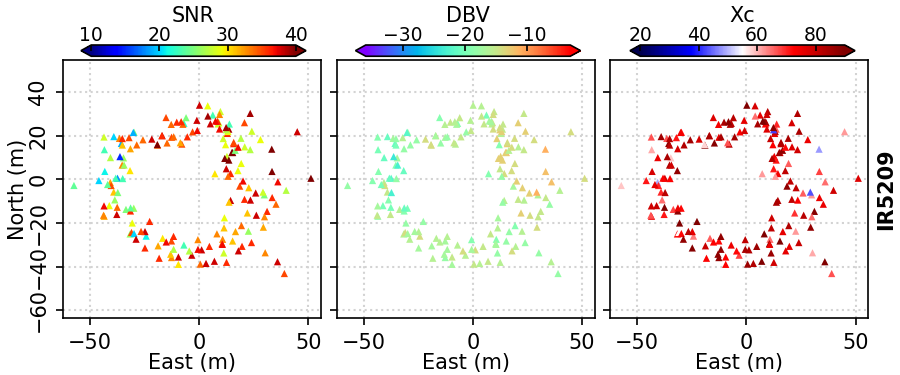 SNR DBV Xc
10 20 30 40 −30 −20 −10 20 40 60 80
40
20
0
−20
−40
−60
North (m)
−50 0 50 −50 0 50 −50 0 50
East (m) East (m) East (m)
IR5209